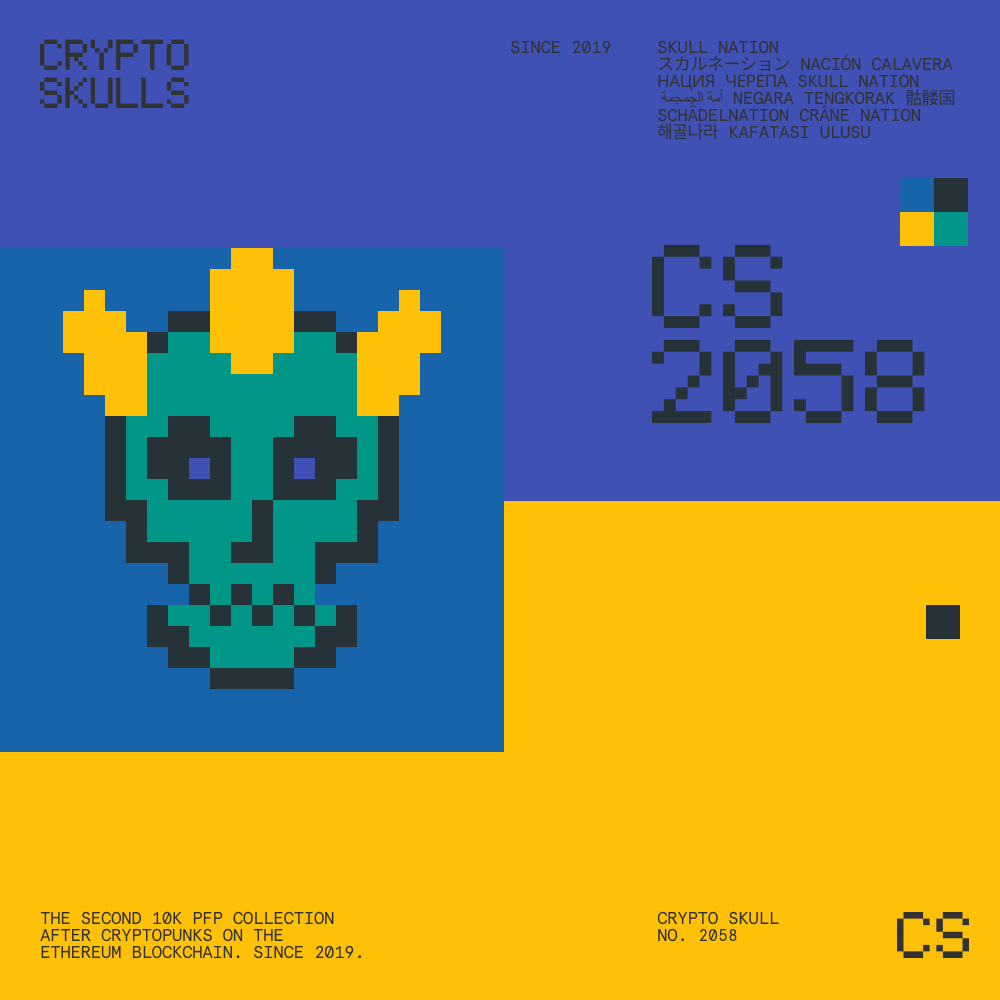 CRYPTO
SKULLS
SINCE 2019
SKULL NATION
スカルネーション NACIÓN CALAVERA
НАЦИЯ ЧЕРЕПА SKULL NATION
أمة الجمجمة NEGARA TENGKORAK 骷髅国
SCHÄDELNATION CRÂNE NATION
해골나라 KAFATASI ULUSU
CS
2058
THE SECOND 10K PFP COLLECTION
AFTER CRYPTOPUNKS ON THE
ETHEREUM BLOCKCHAIN. SINCE 2019.
CRYPTO SKULL
NO. 2058
CS